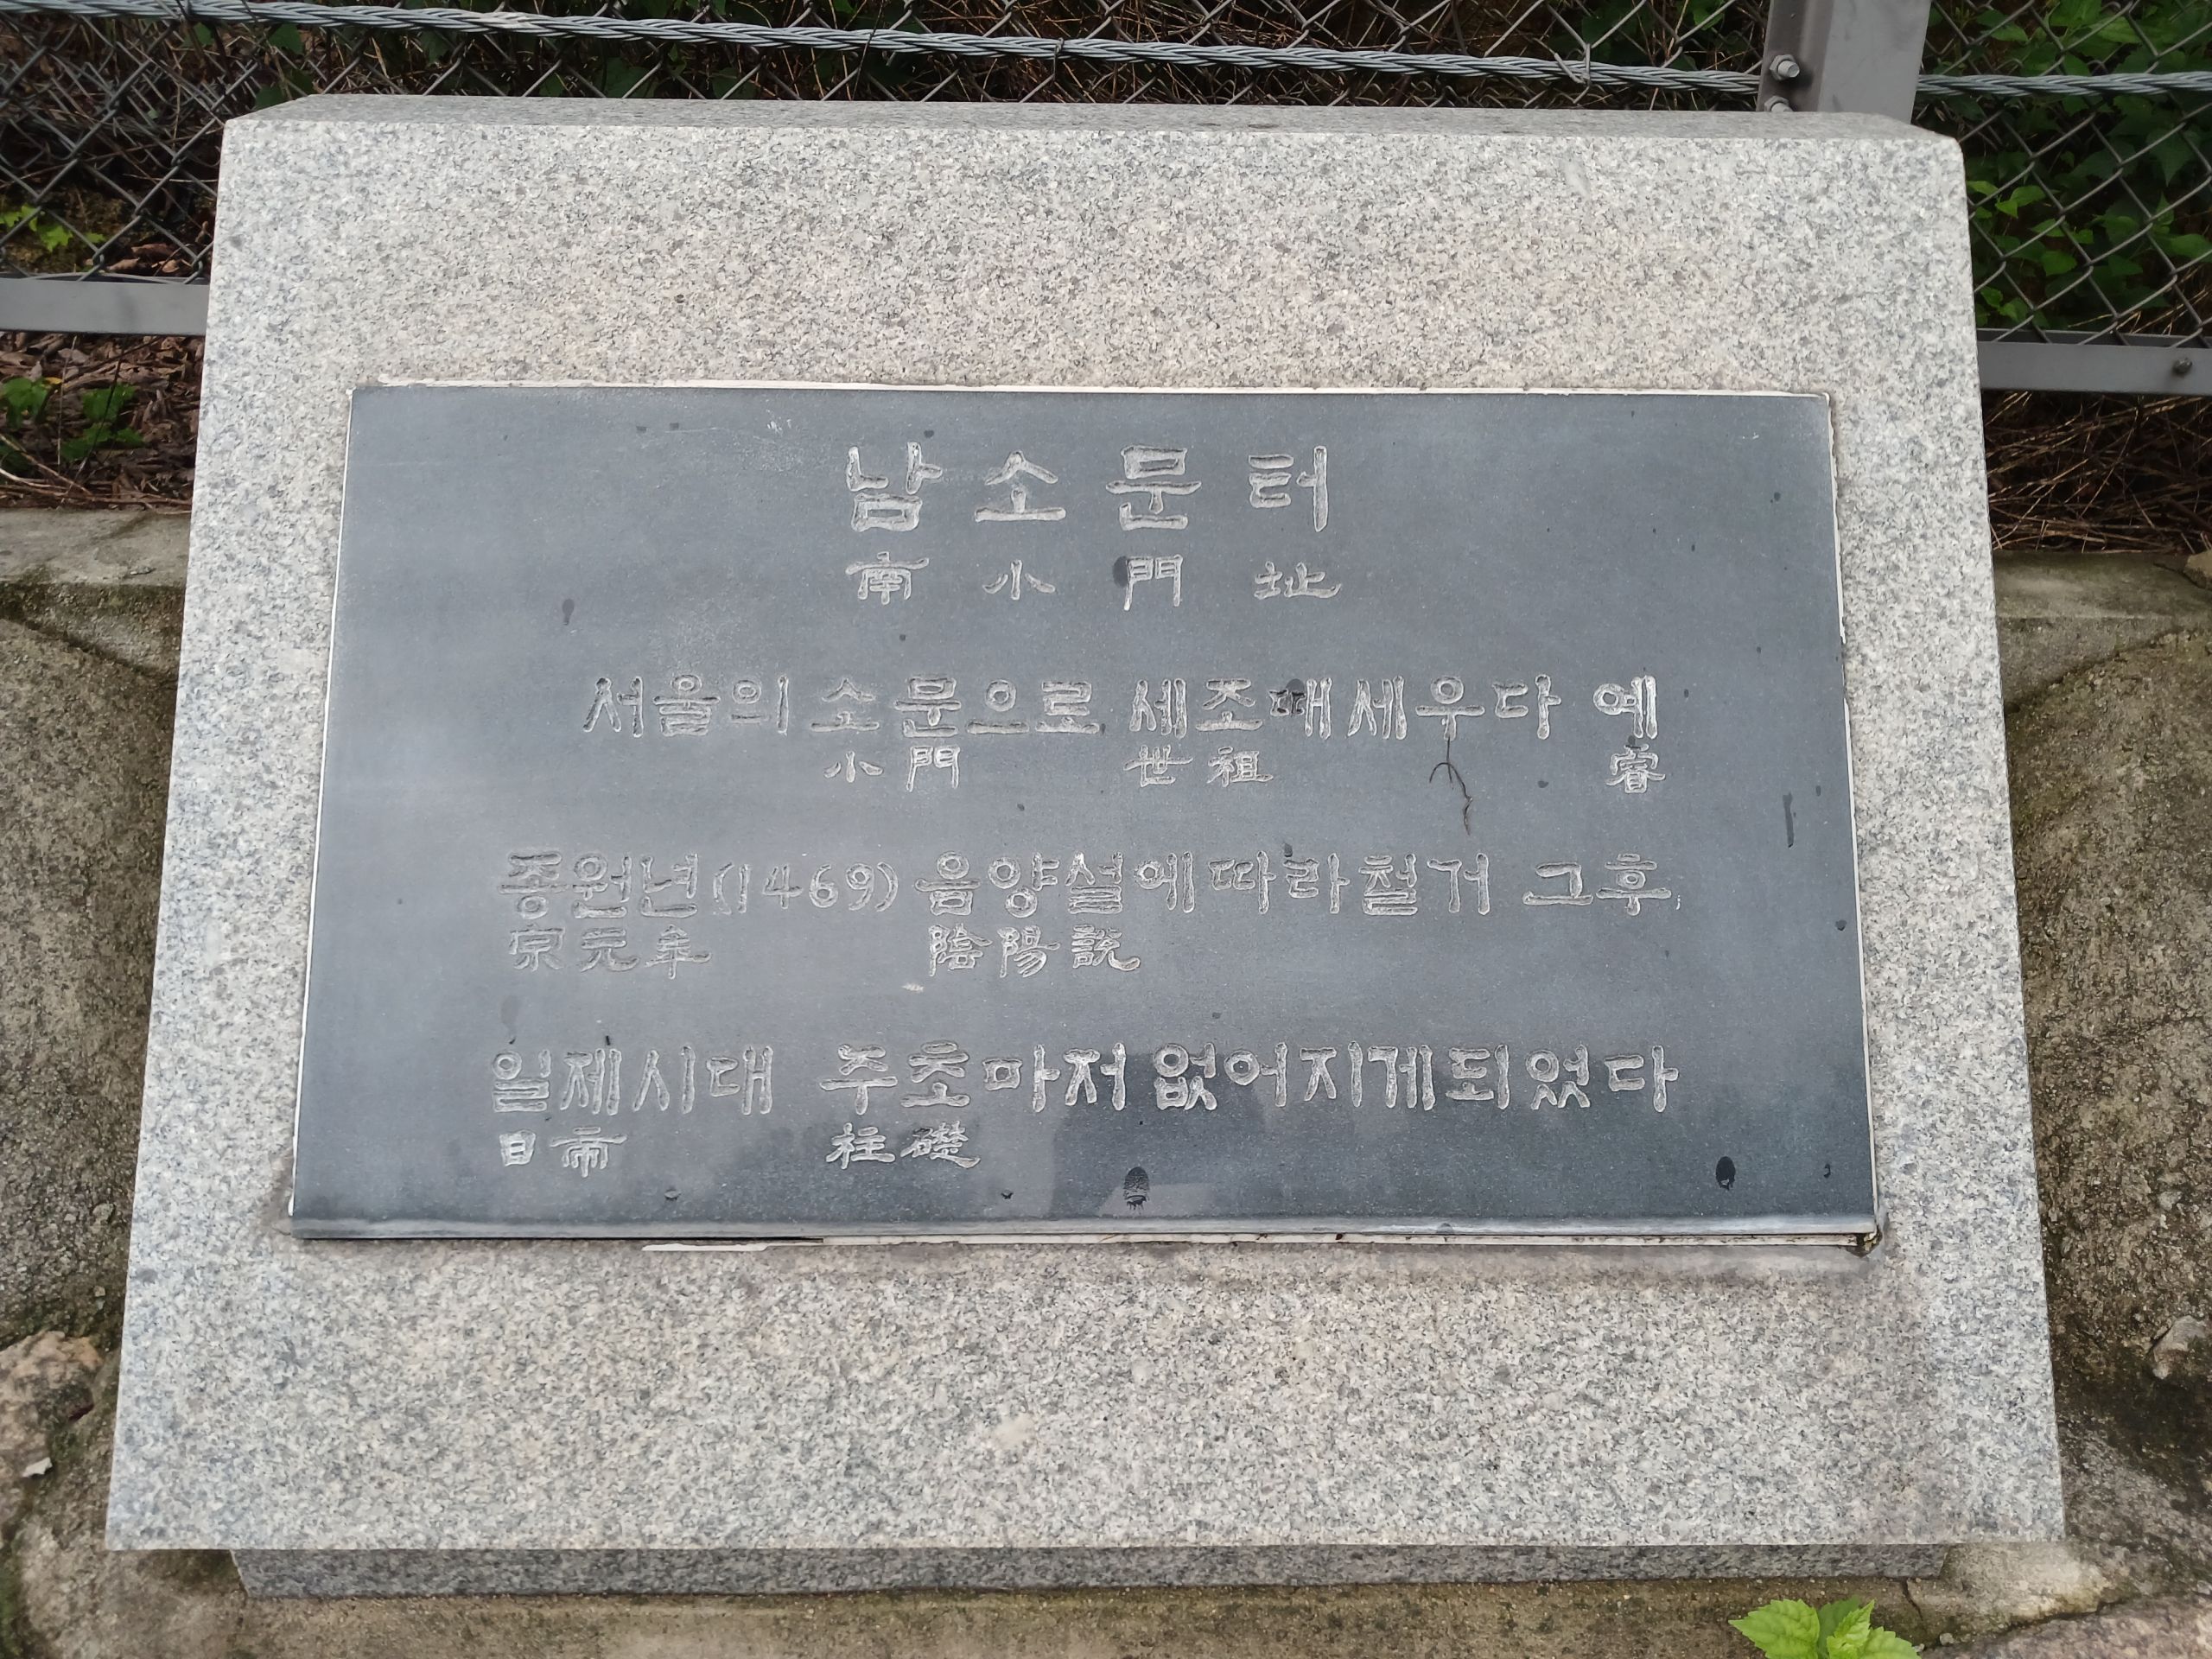 남소문터
南小門址
서울의 소문으로 세조때세우다 예
小門 世祖 睿
종원년(1469) 음양설에따라철거 그후
宗元年 陰陽說
일제시대 주초마저없어지게되었다
日帝 柱礎